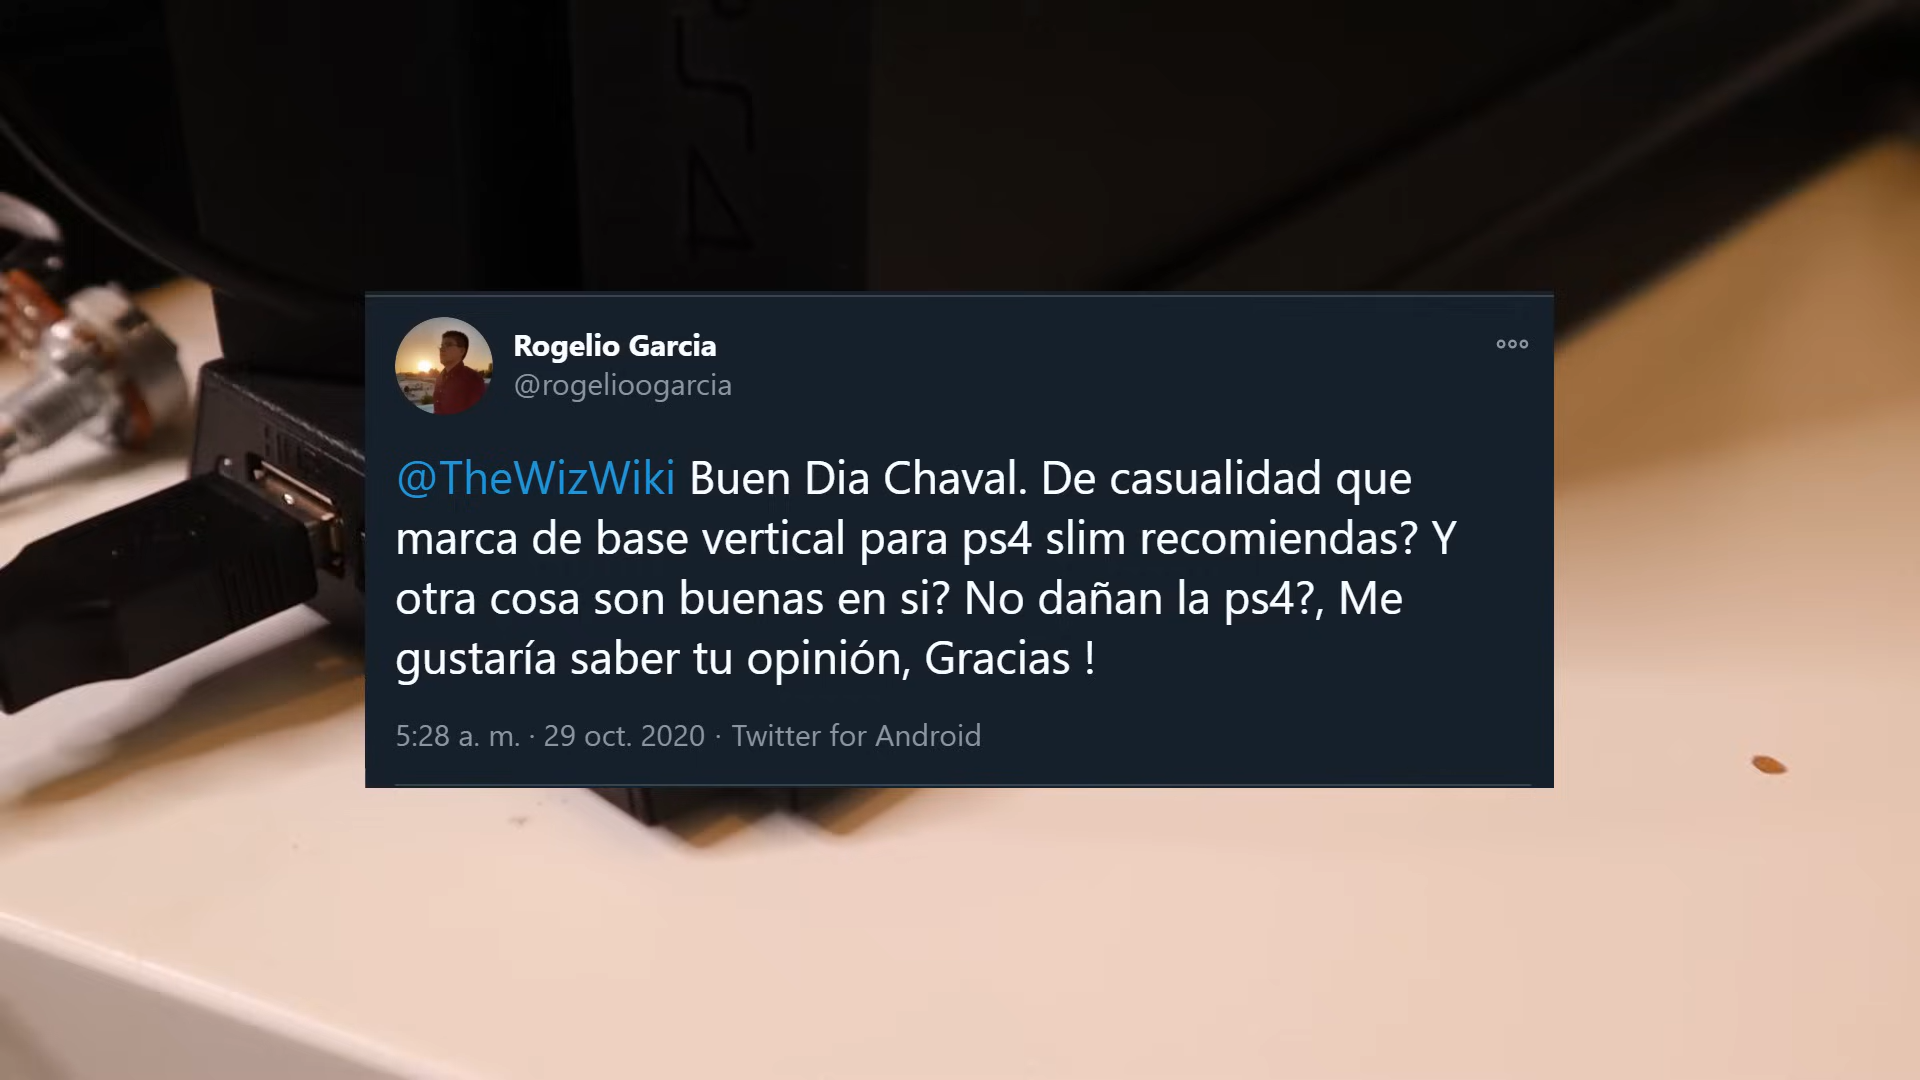 PS4
Rogelio Garcia
@rogelioogarcia
@TheWizWiki Buen Dia Chaval. De casualidad que
marca de base vertical para ps4 slim recomiendas? Y
otra cosa son buenas en si? No dañan la ps4?, Me
gustaría saber tu opinión, Gracias !
5:28 a. m. · 29 oct. 2020 · Twitter for Android